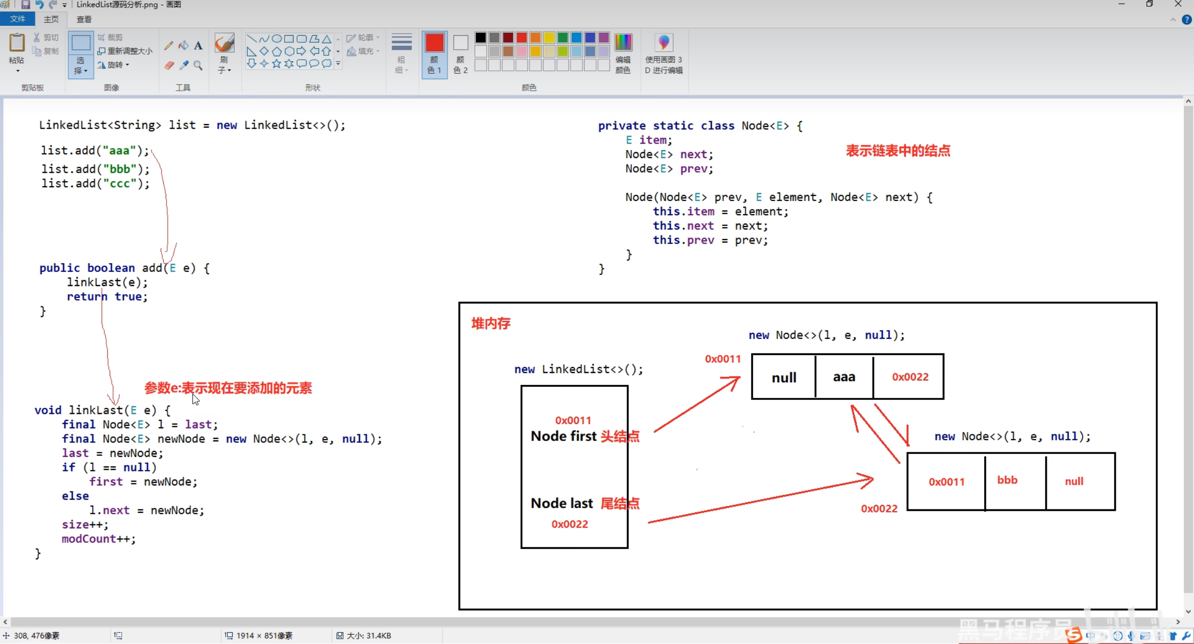 LinkedList源码分析.png - 画图
文件
主页
查看
粘贴
剪切
复制
剪贴板
选择
裁剪
重新调整大小
旋转
图像
工具
刷子
形状
轮廓
填充
粗细
颜色 1
颜色 2
编辑颜色
颜色
使用画图 3D 进行编辑
LinkedList<String> list = new LinkedList<>();
list.add("aaa");
list.add("bbb");
list.add("ccc");
public boolean add(E e) {
linkLast(e);
return true;
}
参数e:表示现在要添加的元素
void linkLast(E e) {
final Node<E> l = last;
final Node<E> newNode = new Node<>(l, e, null);
last = newNode;
if (l == null)
first = newNode;
else
l.next = newNode;
size++;
modCount++;
}
private static class Node<E> {
E item;
Node<E> next;
Node<E> prev;
Node(Node<E> prev, E element, Node<E> next) {
this.item = element;
this.next = next;
this.prev = prev;
}
}
表示链表中的结点
堆内存
new LinkedList<>();
0x0011
Node first 头结点
Node last 尾结点
0x0022
new Node<>(l, e, null);
0x0011
null aaa 0x0022
new Node<>(l, e, null);
0x0011 bbb null
0x0022
308, 476像素
1914 × 851像素
大小: 31.4KB
黑马程序员